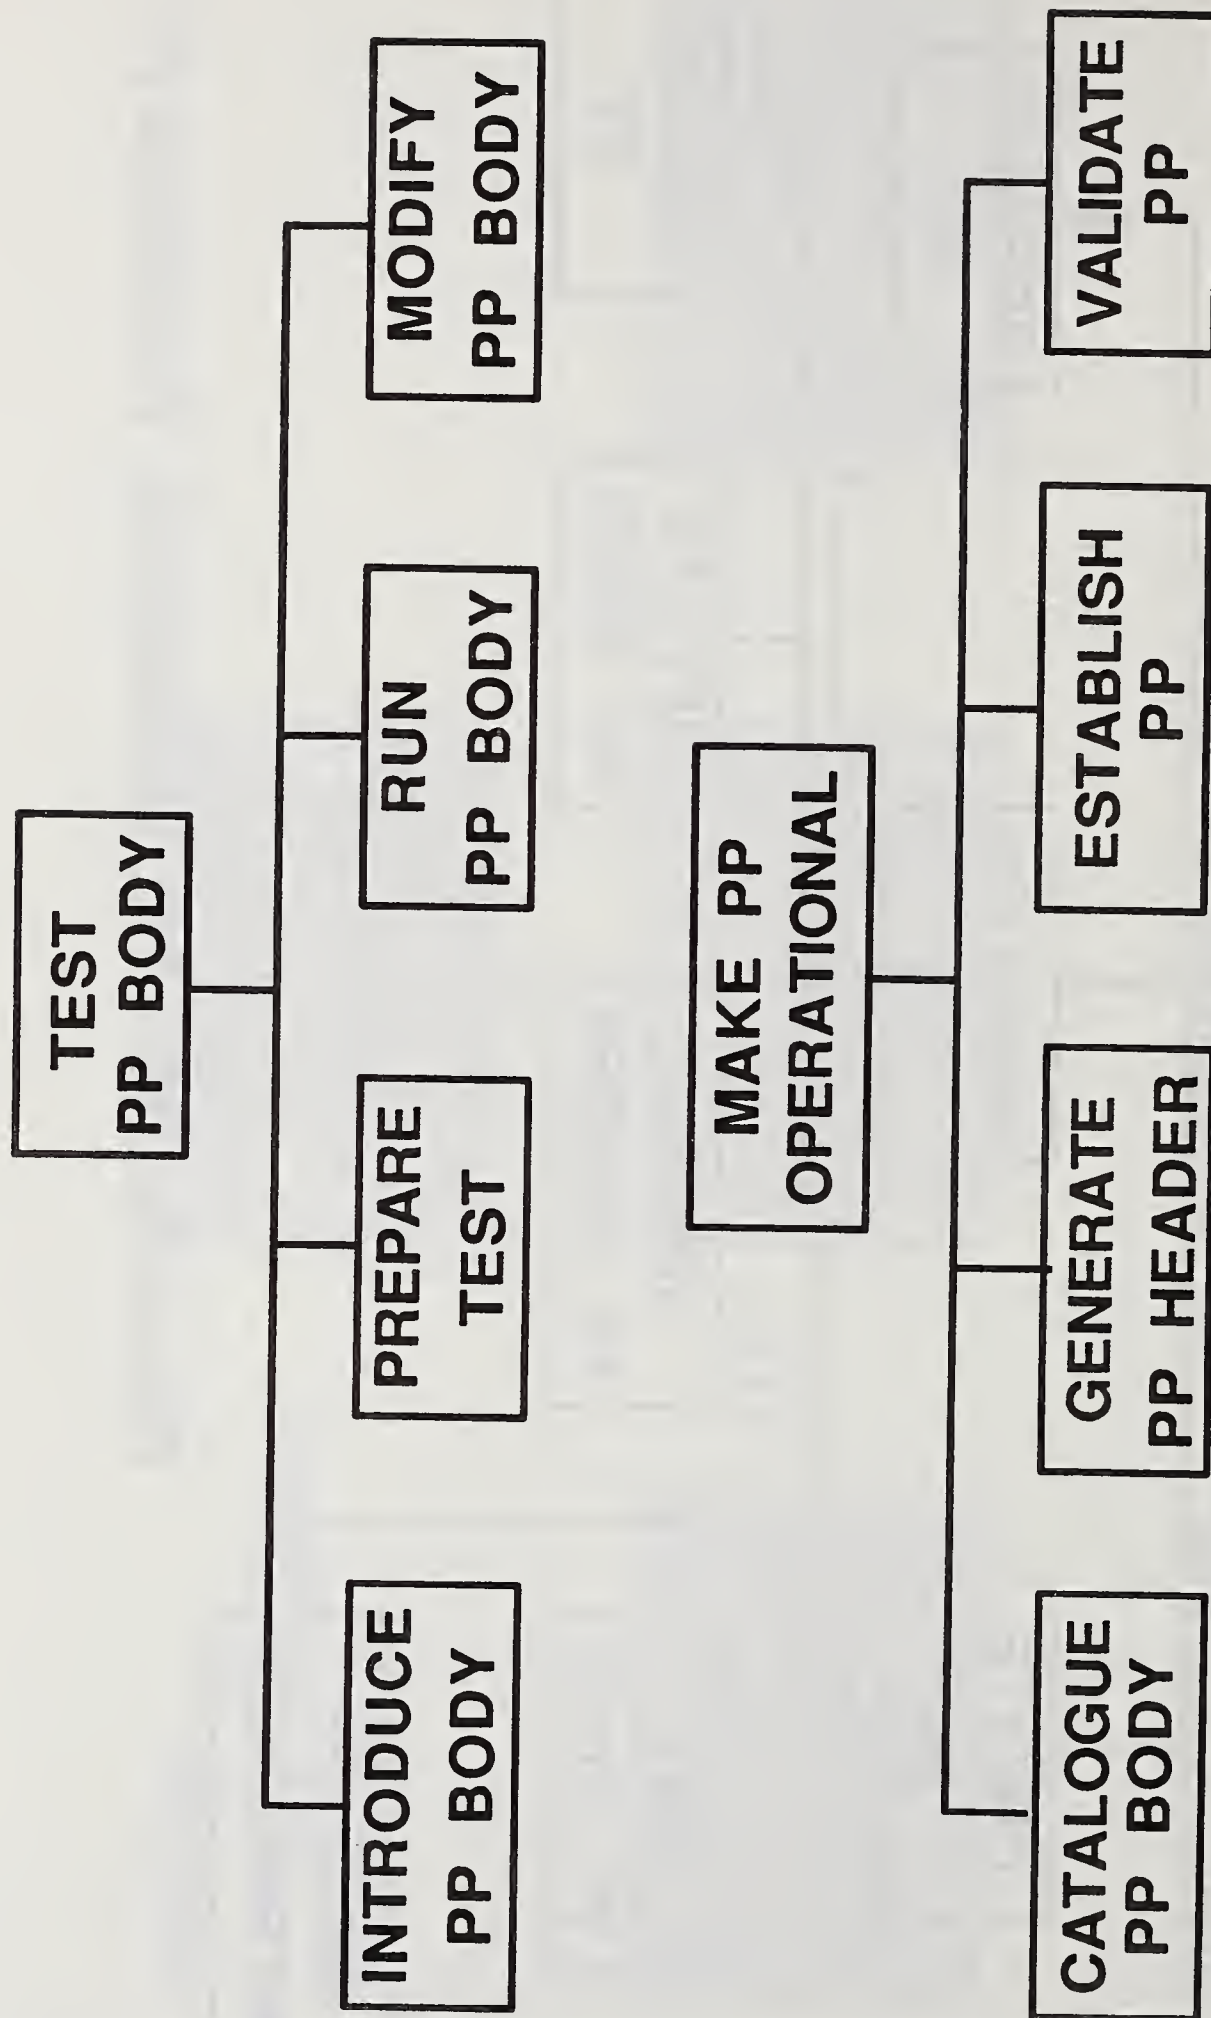 TEST
PP BODY
INTRODUCE
PP BODY
PREPARE
TEST
RUN
PP BODY
MODIFY
PP BODY
MAKE PP
OPERATIONAL
CATALOGUE
PP BODY
GENERATE
PP HEADER
ESTABLISH
PP
VALIDATE
PP